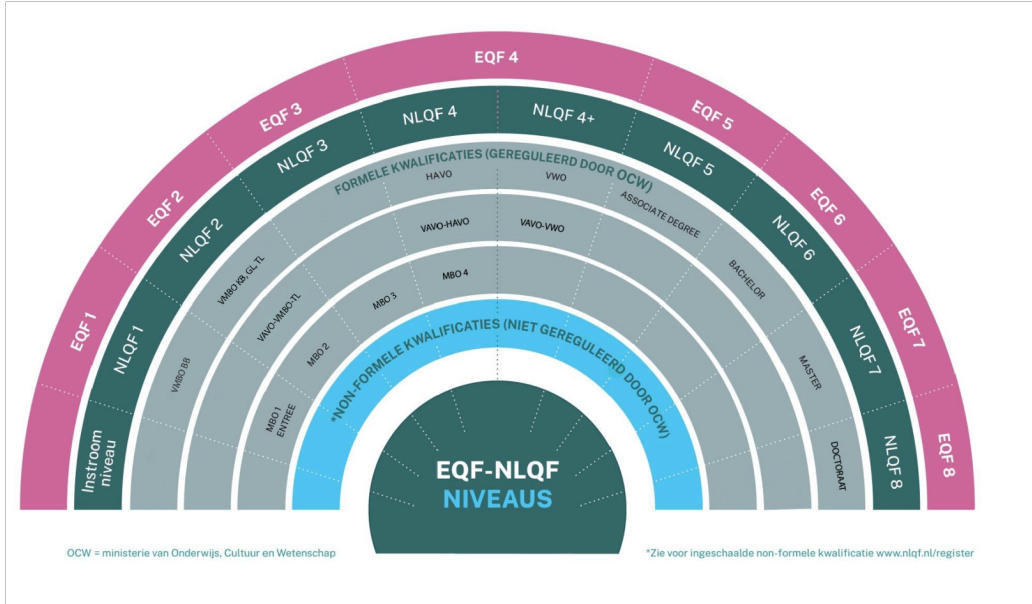 EQF 1
EQF 2
EQF 3
EQF 4
EQF 5
EQF 6
EQF 7
EQF 8
Instroom
niveau
NLQF 1
NLQF 2
NLQF 3
NLQF 4
NLQF 4+
NLQF 5
NLQF 6
NLQF 7
NLQF 8
FORMELE KWALIFICATIES (GEREGULEERD DOOR OCW)
VMBO BB
VMBO KB, GL TL
HAVO
VWO
ASSOCIATE DEGREE
BACHELOR
MASTER
DOCTORAAT
VAVO-VMBO-TL
VAVO-HAVO
VAVO-VWO
MBO 1
ENTREE
MBO 2
MBO 3
MBO 4
*NON-FORMELE KWALIFICATIES (NIET GEREGULEERD DOOR OCW)
EQF-NLQF
NIVEAUS
OCW = ministerie van Onderwijs, Cultuur en Wetenschap
*Zie voor ingeschaalde non-formele kwalificatie www.nlqf.nl/register